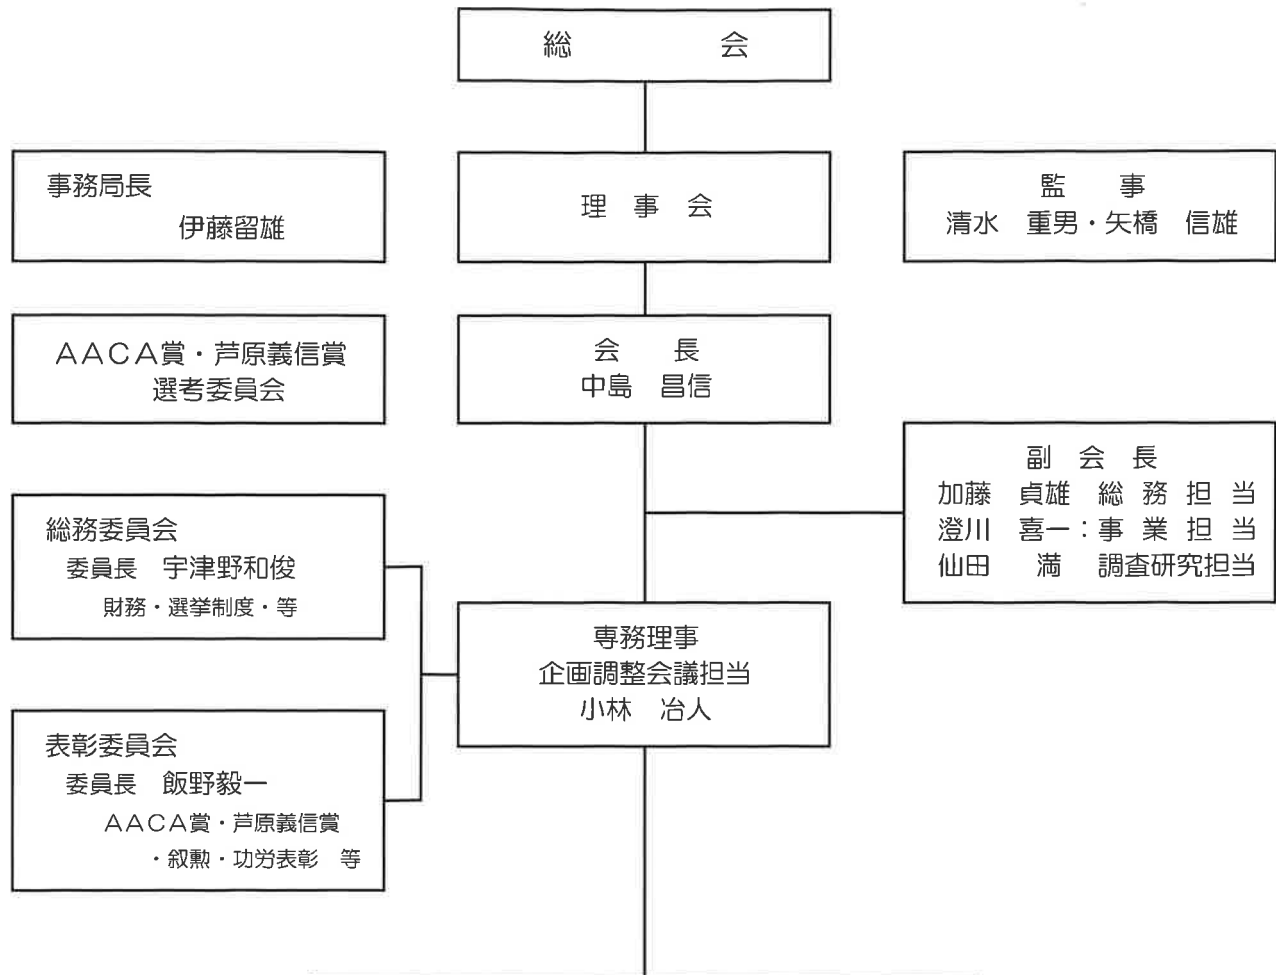 総　　会
事務局長
伊藤留雄
理　事　会
監　事
清水　重男・矢橋　信雄
AACA賞・芦原義信賞
選考委員会
会　長
中島　昌信
副　会　長
加藤　貞雄　総　務　担　当
澄川　喜一：事　業　担　当
仙田　満　調査研究担当
総務委員会
委員長　宇津野和俊
財務・選挙制度・等
専務理事
企画調整会議担当
小林　治人
表彰委員会
委員長　飯野毅一
AACA賞・芦原義信賞
・叙勲・功労表彰　等